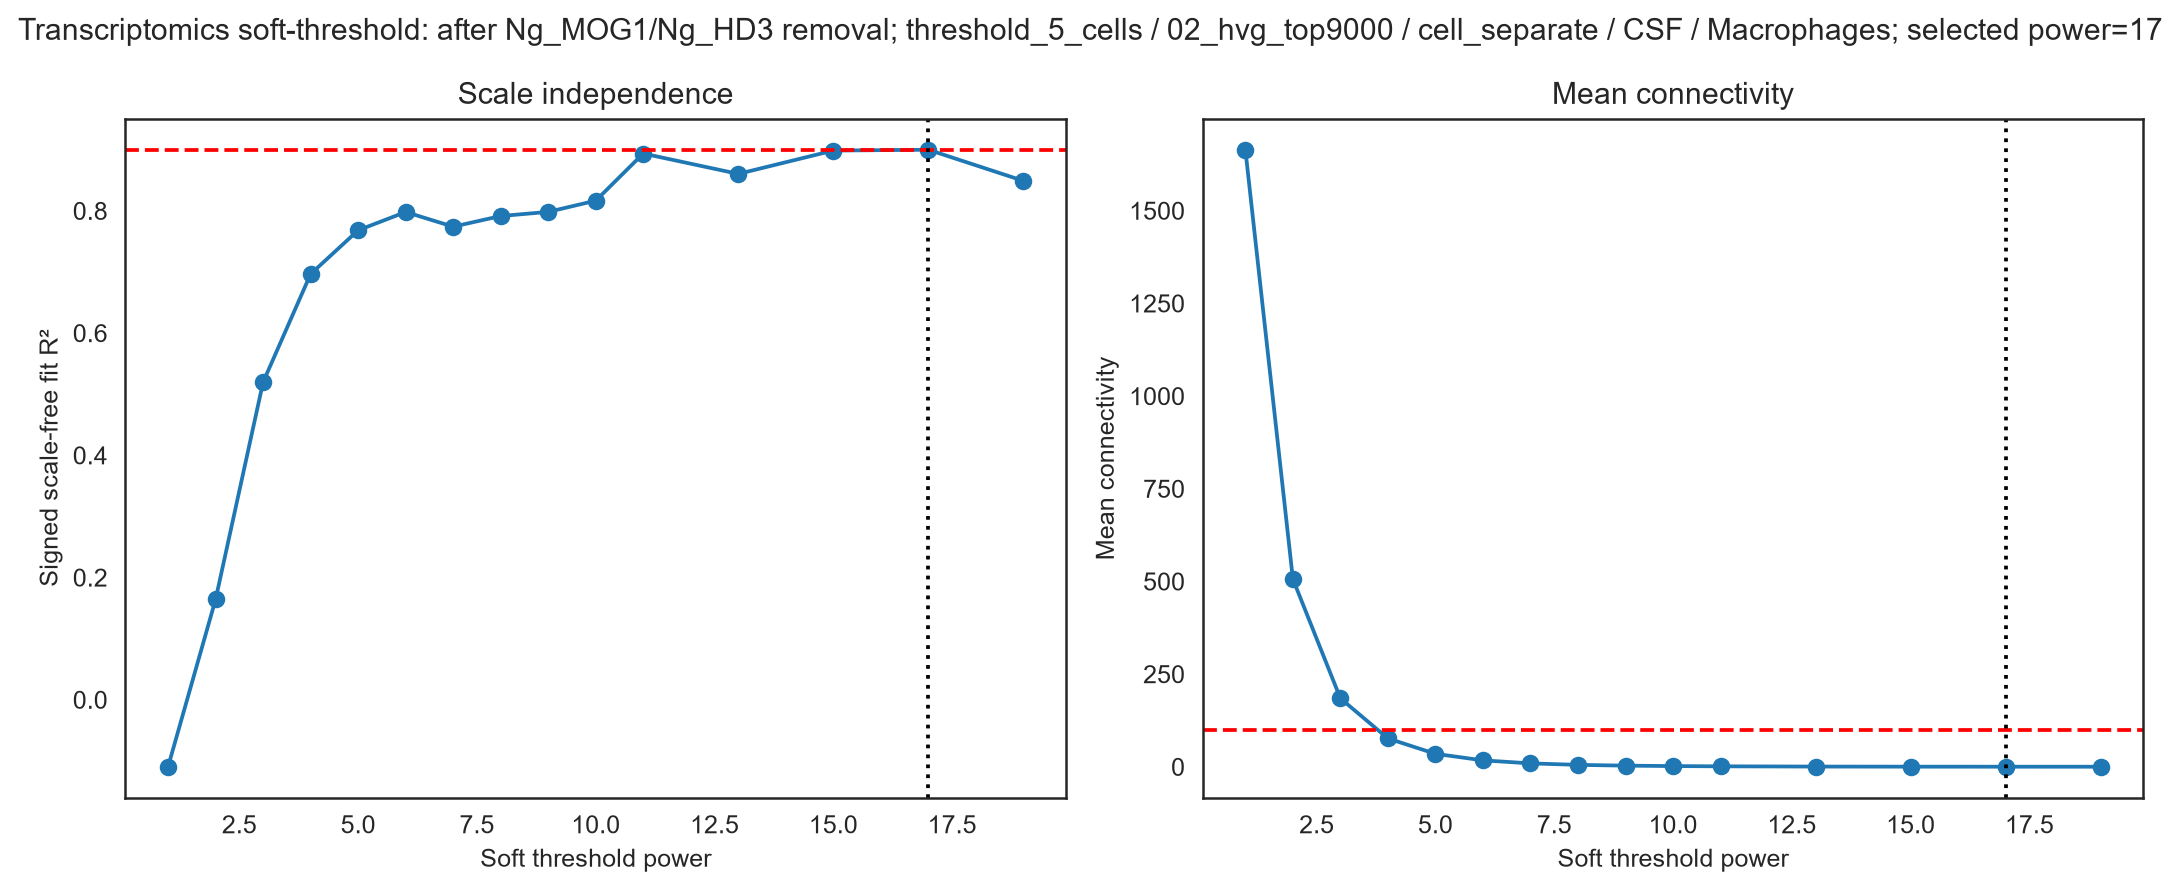 Transcriptomics soft-threshold: after Ng_MOG1/Ng_HD3 removal; threshold_5_cells / 02_hvg_top9000 / cell_separate / CSF / Macrophages; selected power=17
Scale independence
Signed scale-free fit R²
0.8
0.6
0.4
0.2
0.0
2.5 5.0 7.5 10.0 12.5 15.0 17.5
Soft threshold power
Mean connectivity
Mean connectivity
1500
1250
1000
750
500
250
0
2.5 5.0 7.5 10.0 12.5 15.0 17.5
Soft threshold power